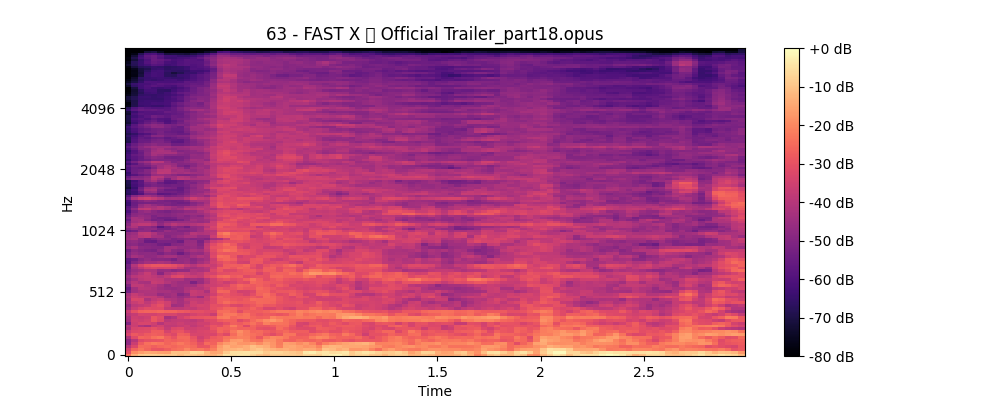 63 - FAST X ▯ Official Trailer_part18.opus
Hz
4096
2048
1024
512
0
0 0.5 1 1.5 2 2.5
Time
+0 dB
-10 dB
-20 dB
-30 dB
-40 dB
-50 dB
-60 dB
-70 dB
-80 dB